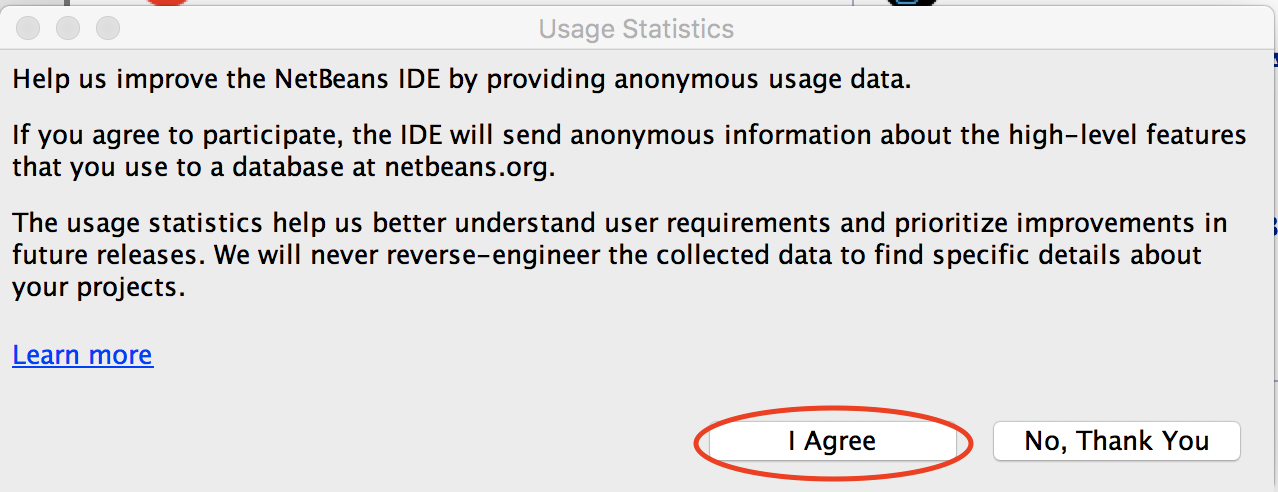 Usage Statistics
Help us improve the NetBeans IDE by providing anonymous usage data.
If you agree to participate, the IDE will send anonymous information about the high-level features
that you use to a database at netbeans.org.
The usage statistics help us better understand user requirements and prioritize improvements in
future releases. We will never reverse-engineer the collected data to find specific details about
your projects.
Learn more
I Agree
No, Thank You